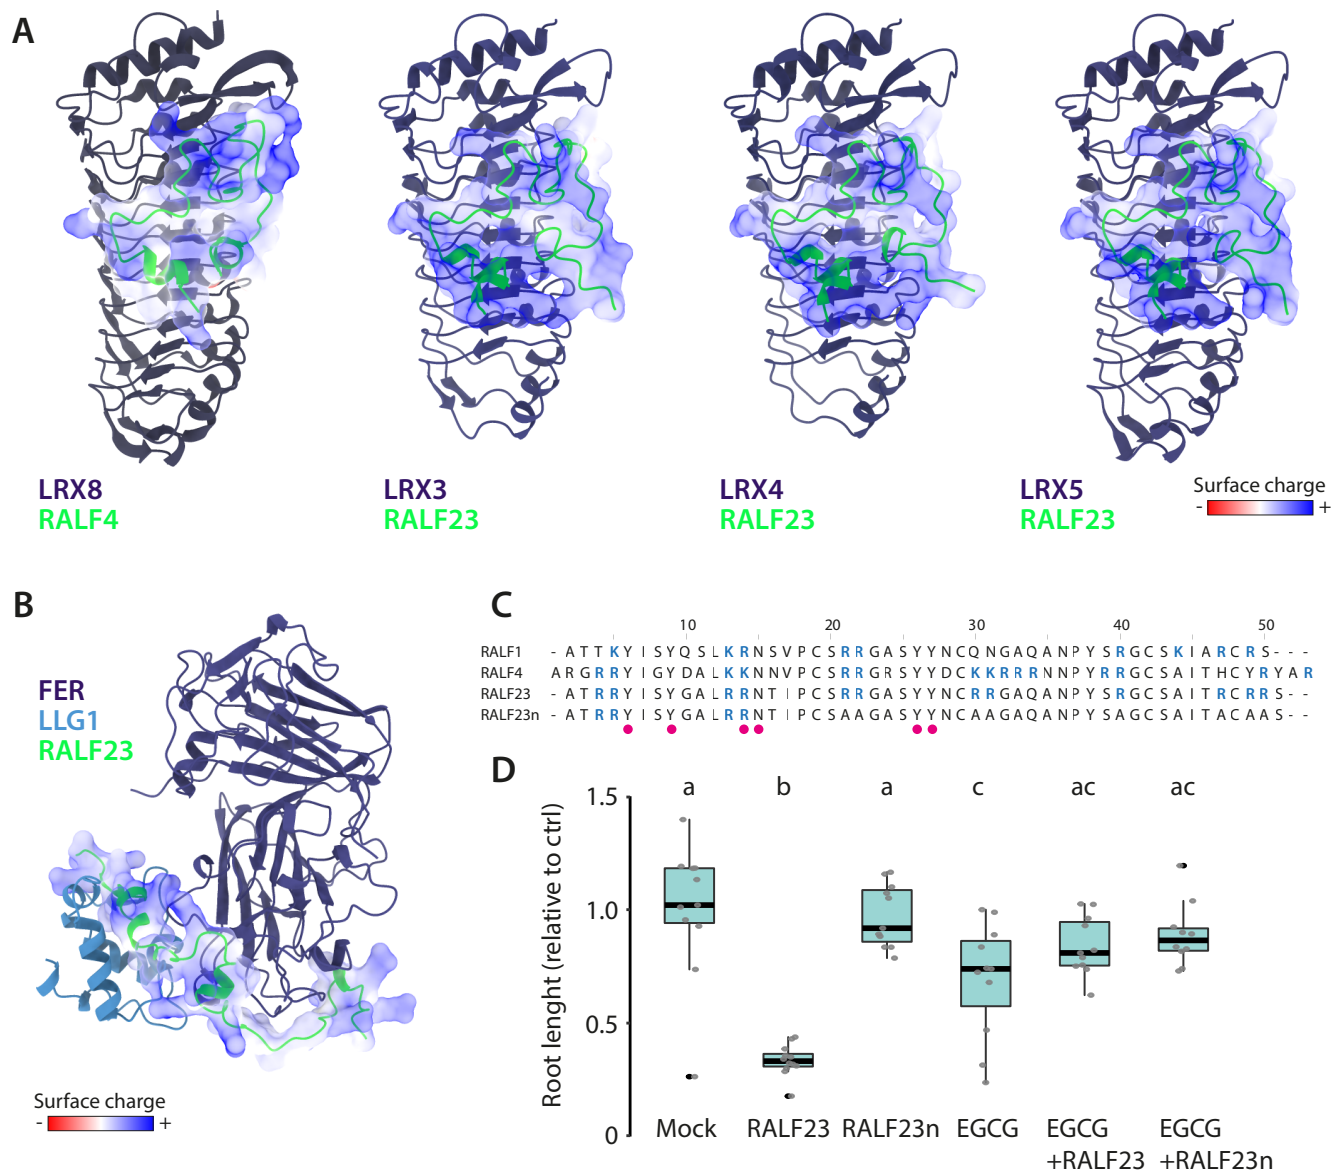 A
LRX8
RALF4
LRX3
RALF23
LRX4
RALF23
LRX5
RALF23
Surface charge
- +
B
FER
LLG1
RALF23
Surface charge
- +
C
10 20 30 40 50
RALF1 - A T T K Y I S Y Q S L K R N S V P C S R R G A S Y Y N C Q N G A Q A N P Y S R G C S K I A R C R S - - -
RALF4 A R G R R Y I G Y D A L K K N N V P C S R R G R S Y Y D C K K R R R N N P Y R R G C S A I T H C Y R Y A R
RALF23 - A T R R Y I S Y G A L R R N T I P C S R R G A S Y Y N C R R G A Q A N P Y S R G C S A I T R C R R S - -
RALF23n - A T R R Y I S Y G A L R R N T I P C S A A G A S Y Y N C A A G A Q A N P Y S A G C S A I T A C A A S - -
D
a b a c ac ac
Root lenght (relative to ctrl)
1.5
1.0
0.5
0
Mock RALF23 RALF23n EGCG EGCG +RALF23 EGCG +RALF23n